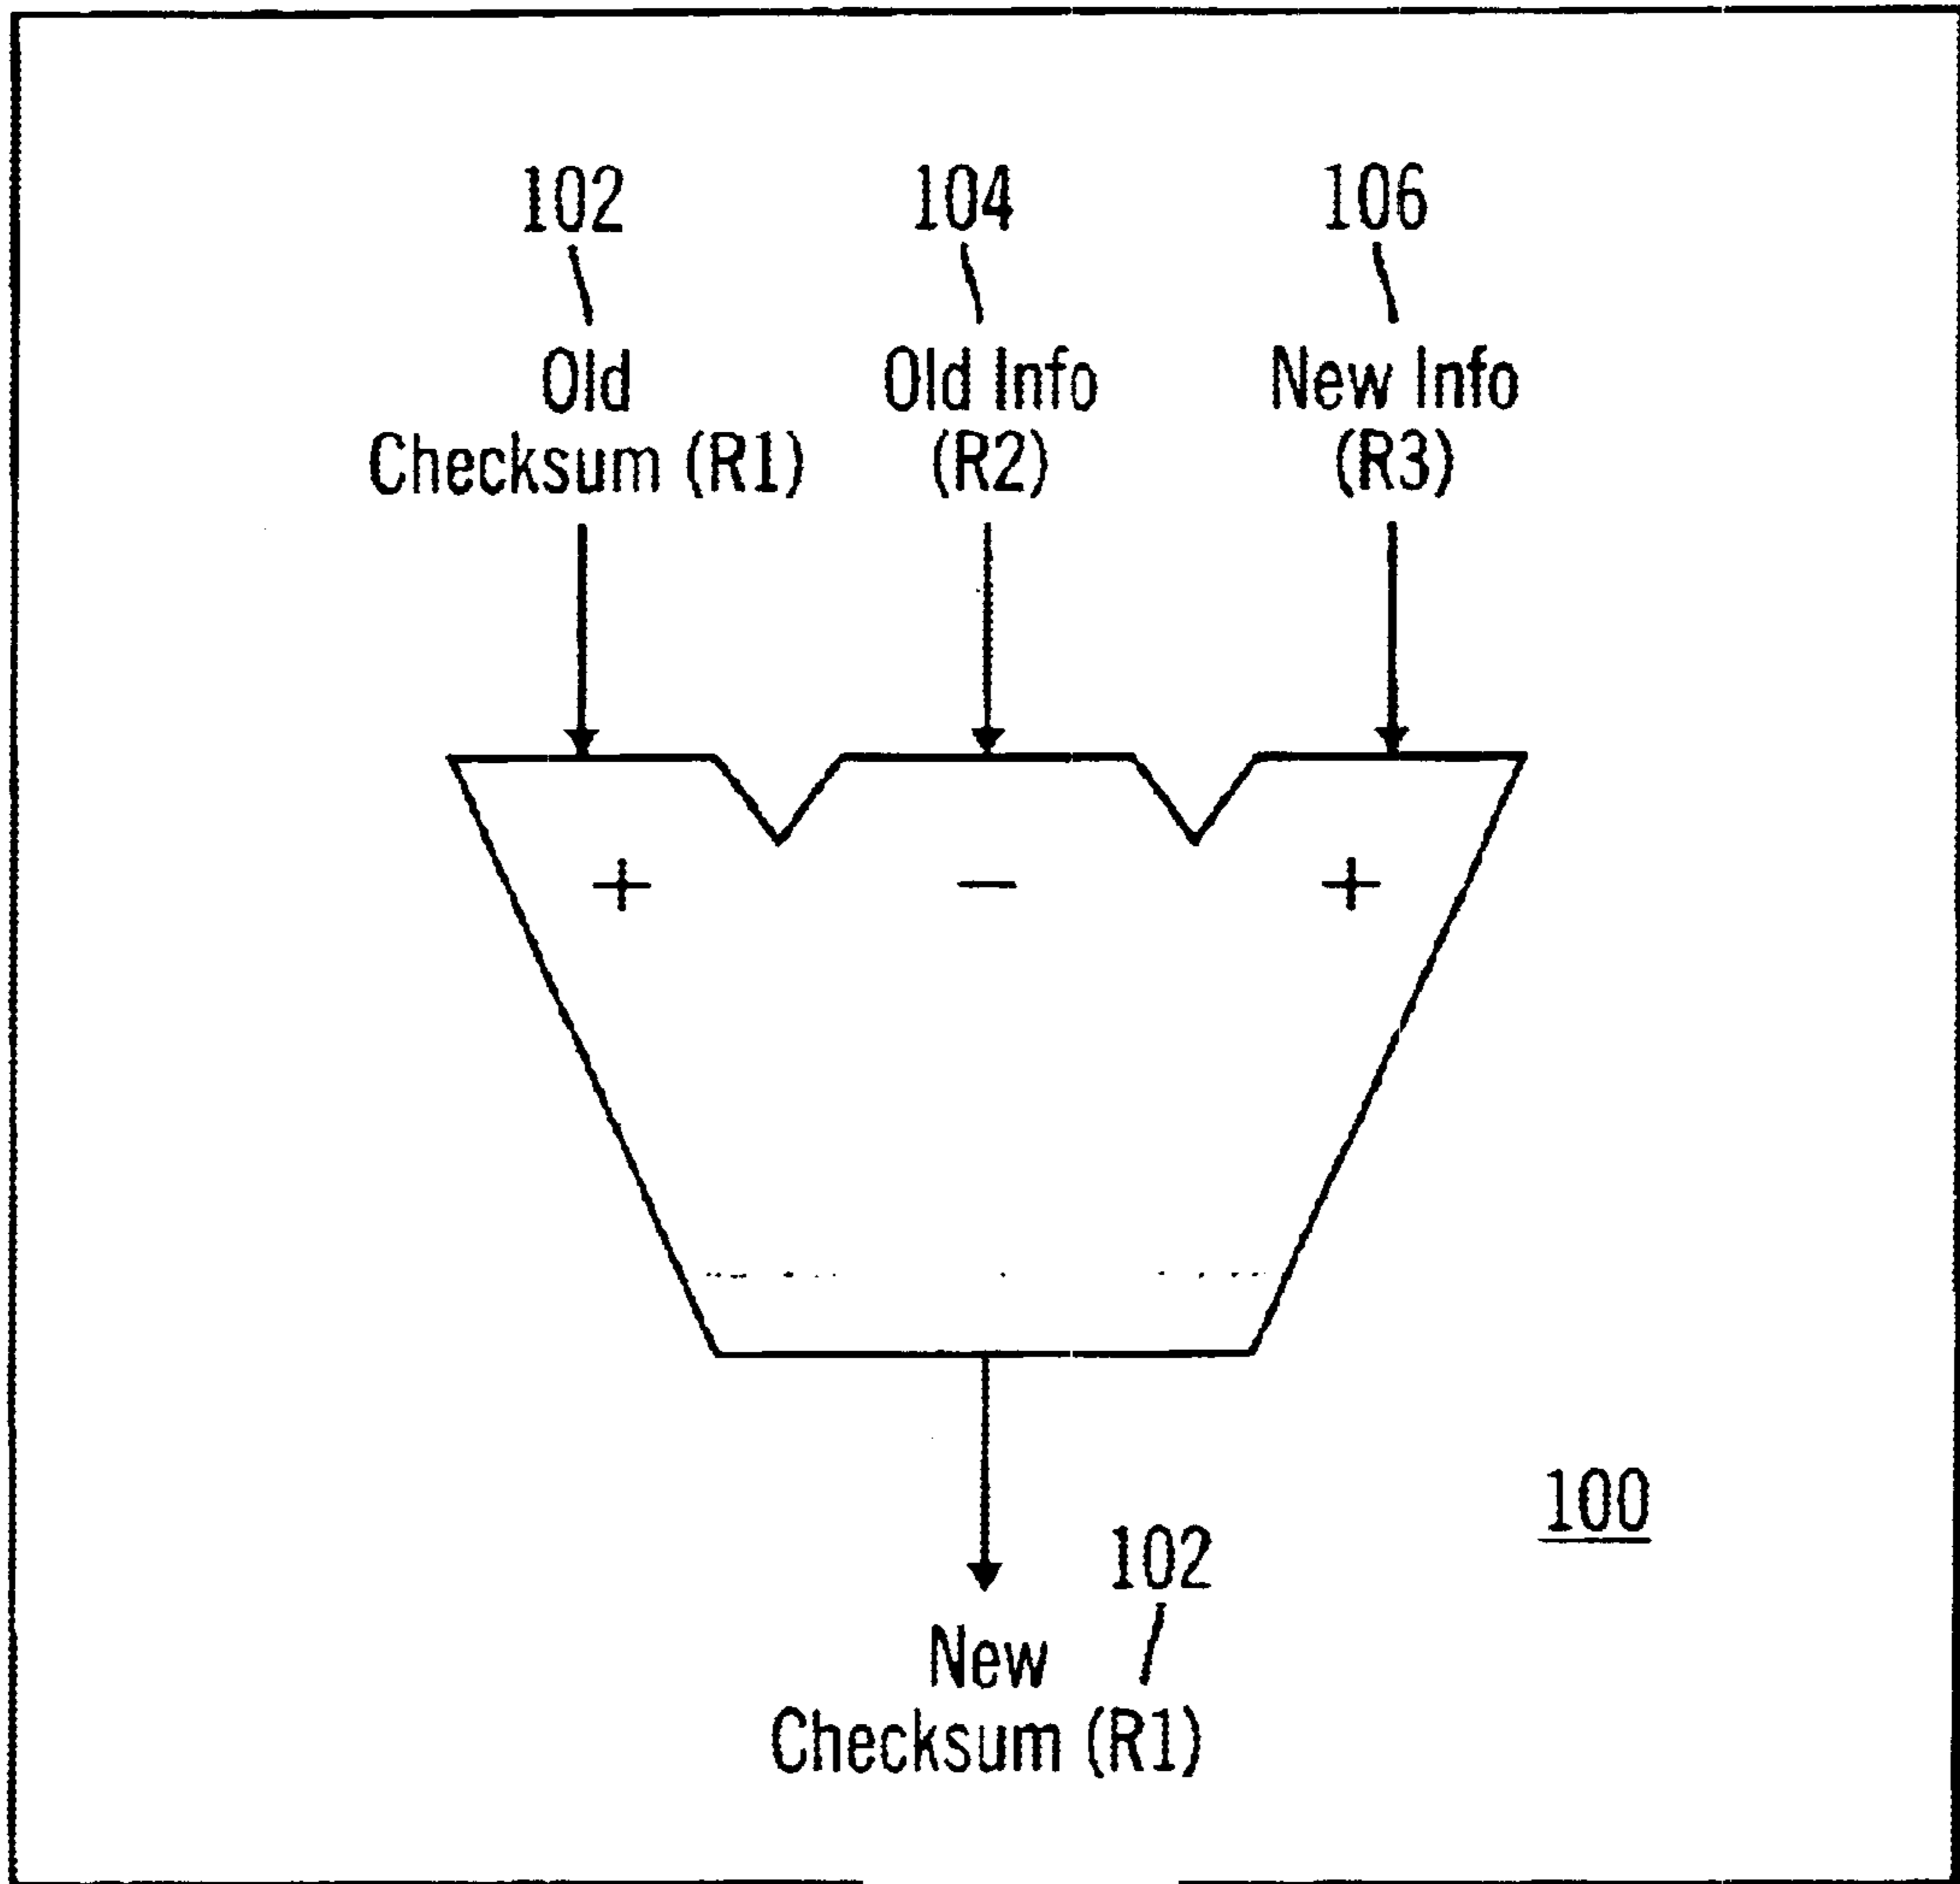 102 104 106
Old Old Info New Info
Checksum (R1) (R2) (R3)
+ − +
100
102
New
Checksum (R1)